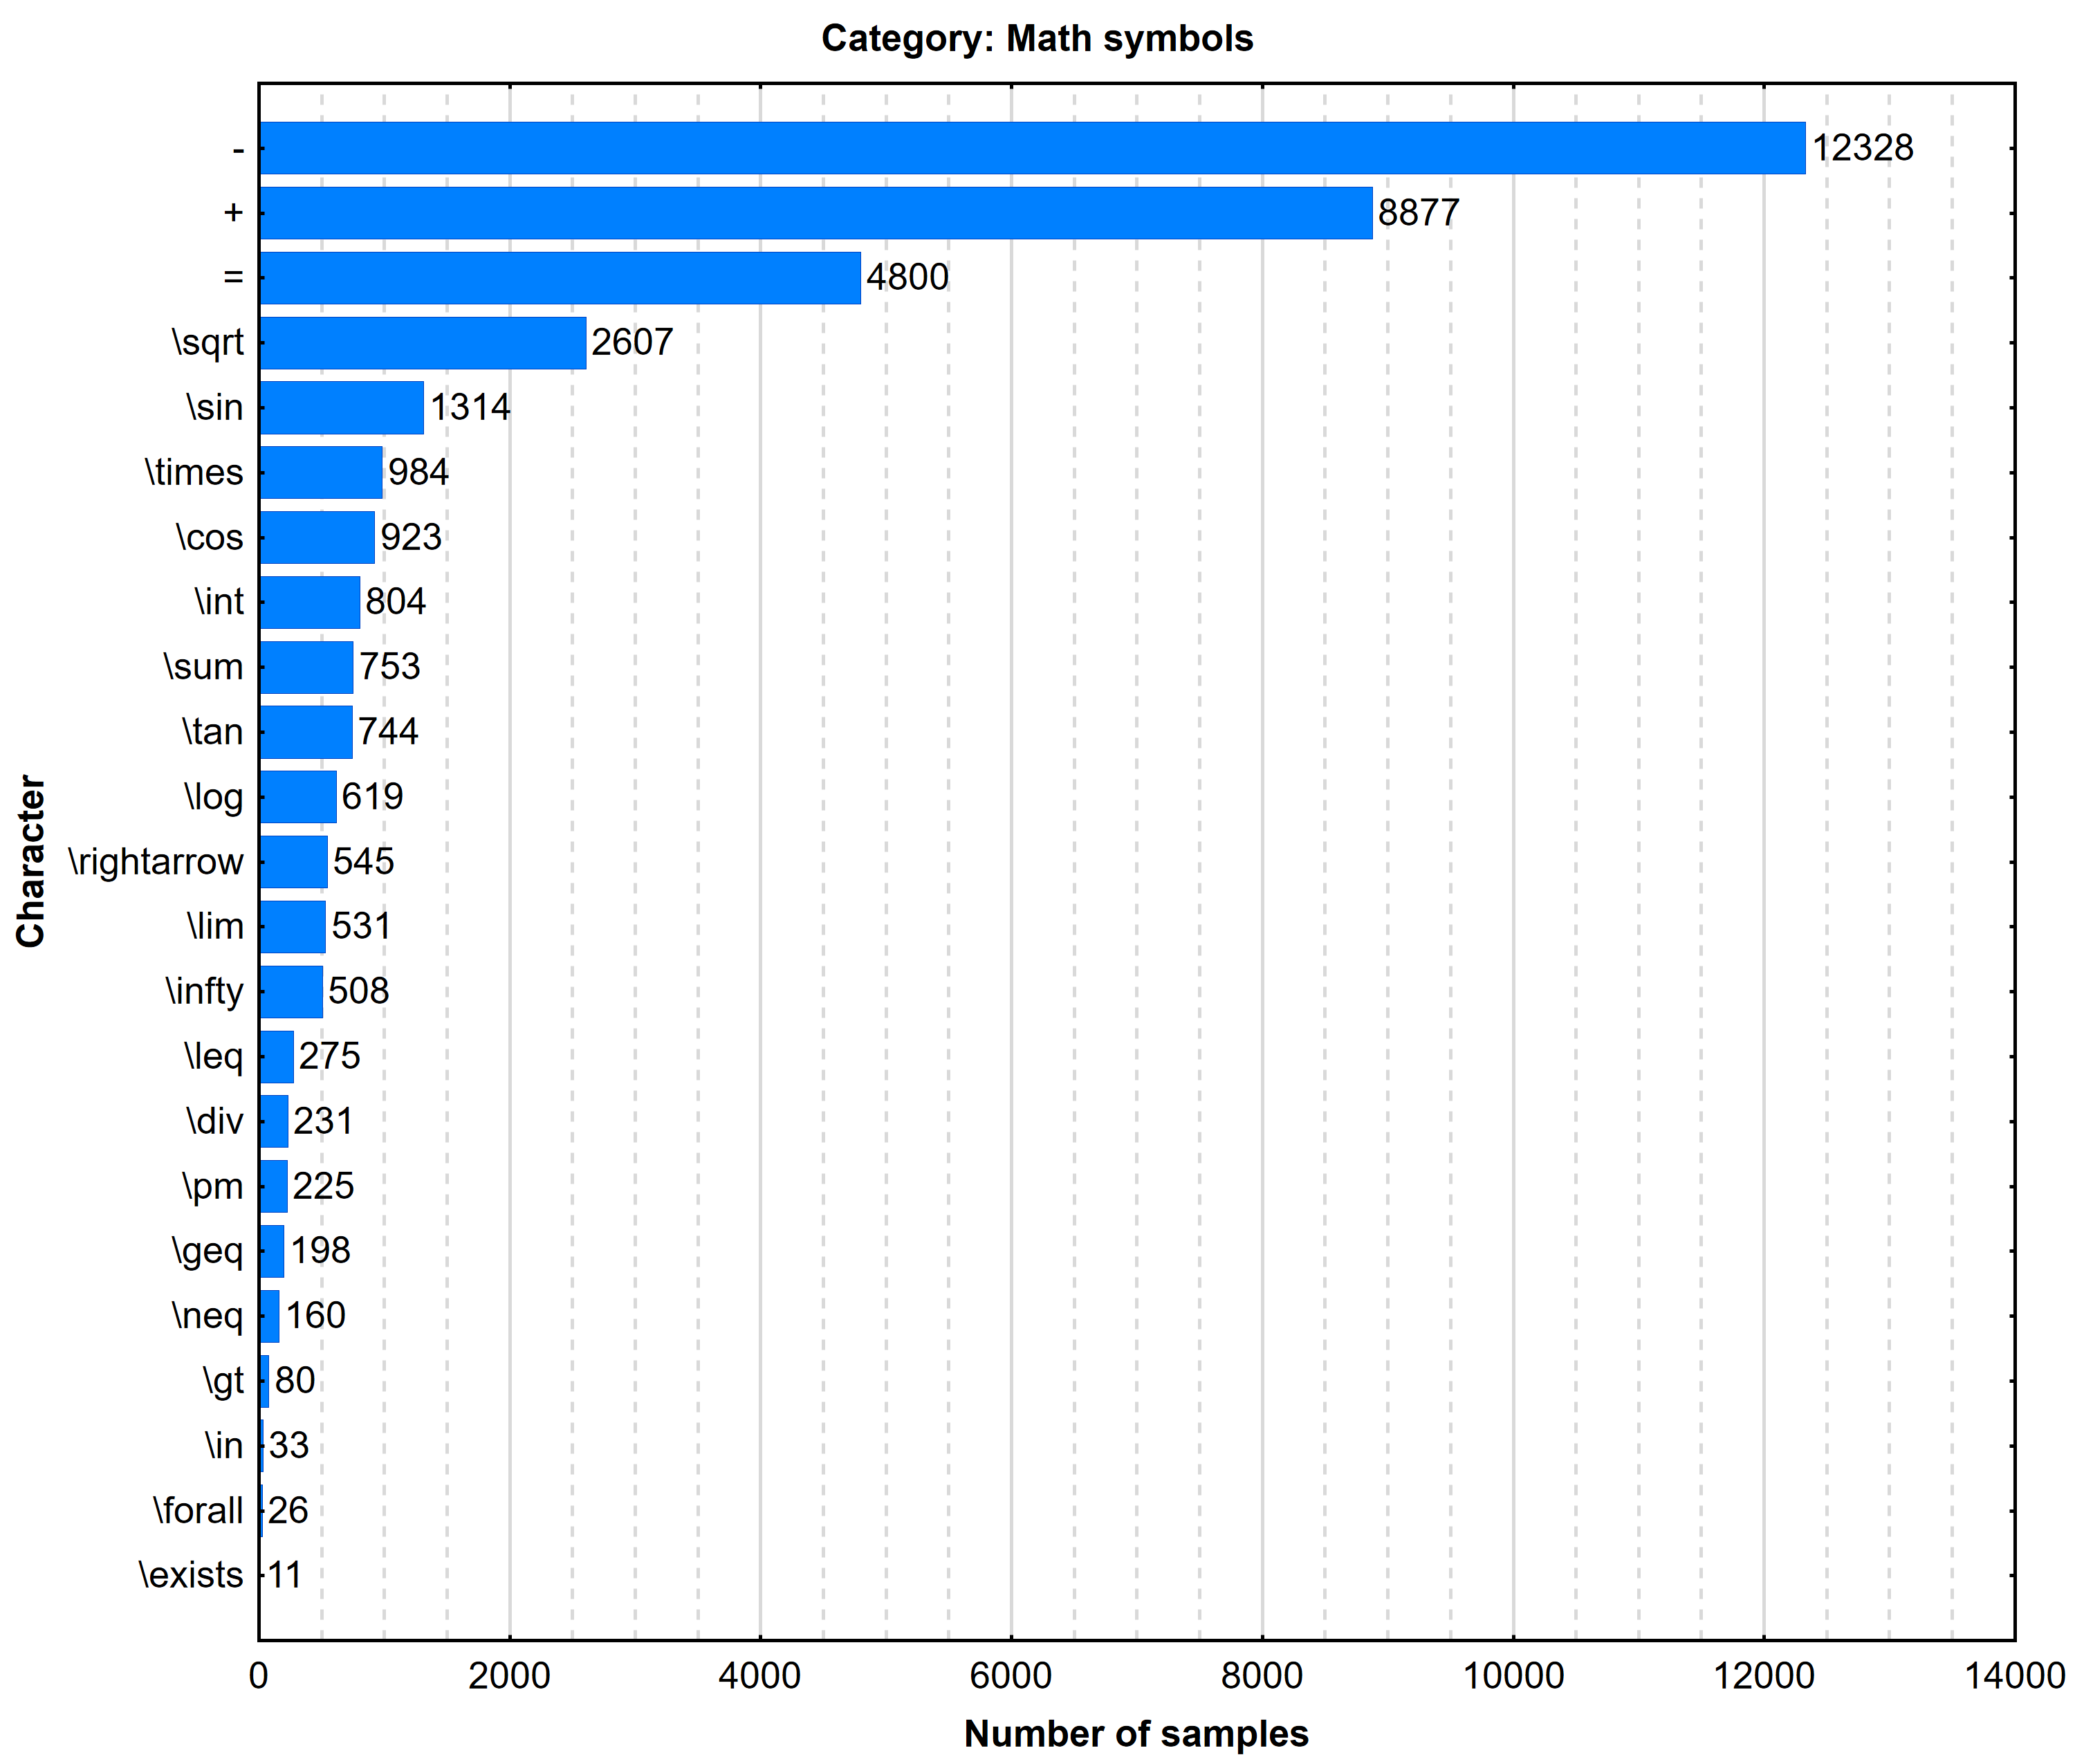 Category: Math symbols
- 12328
+ 8877
= 4800
\sqrt 2607
\sin 1314
\times 984
\cos 923
\int 804
\sum 753
\tan 744
\log 619
\rightarrow 545
\lim 531
\infty 508
\leq 275
\div 231
\pm 225
\geq 198
\neq 160
\gt 80
\in 33
\forall 26
\exists 11
Character
0 2000 4000 6000 8000 10000 12000 14000
Number of samples